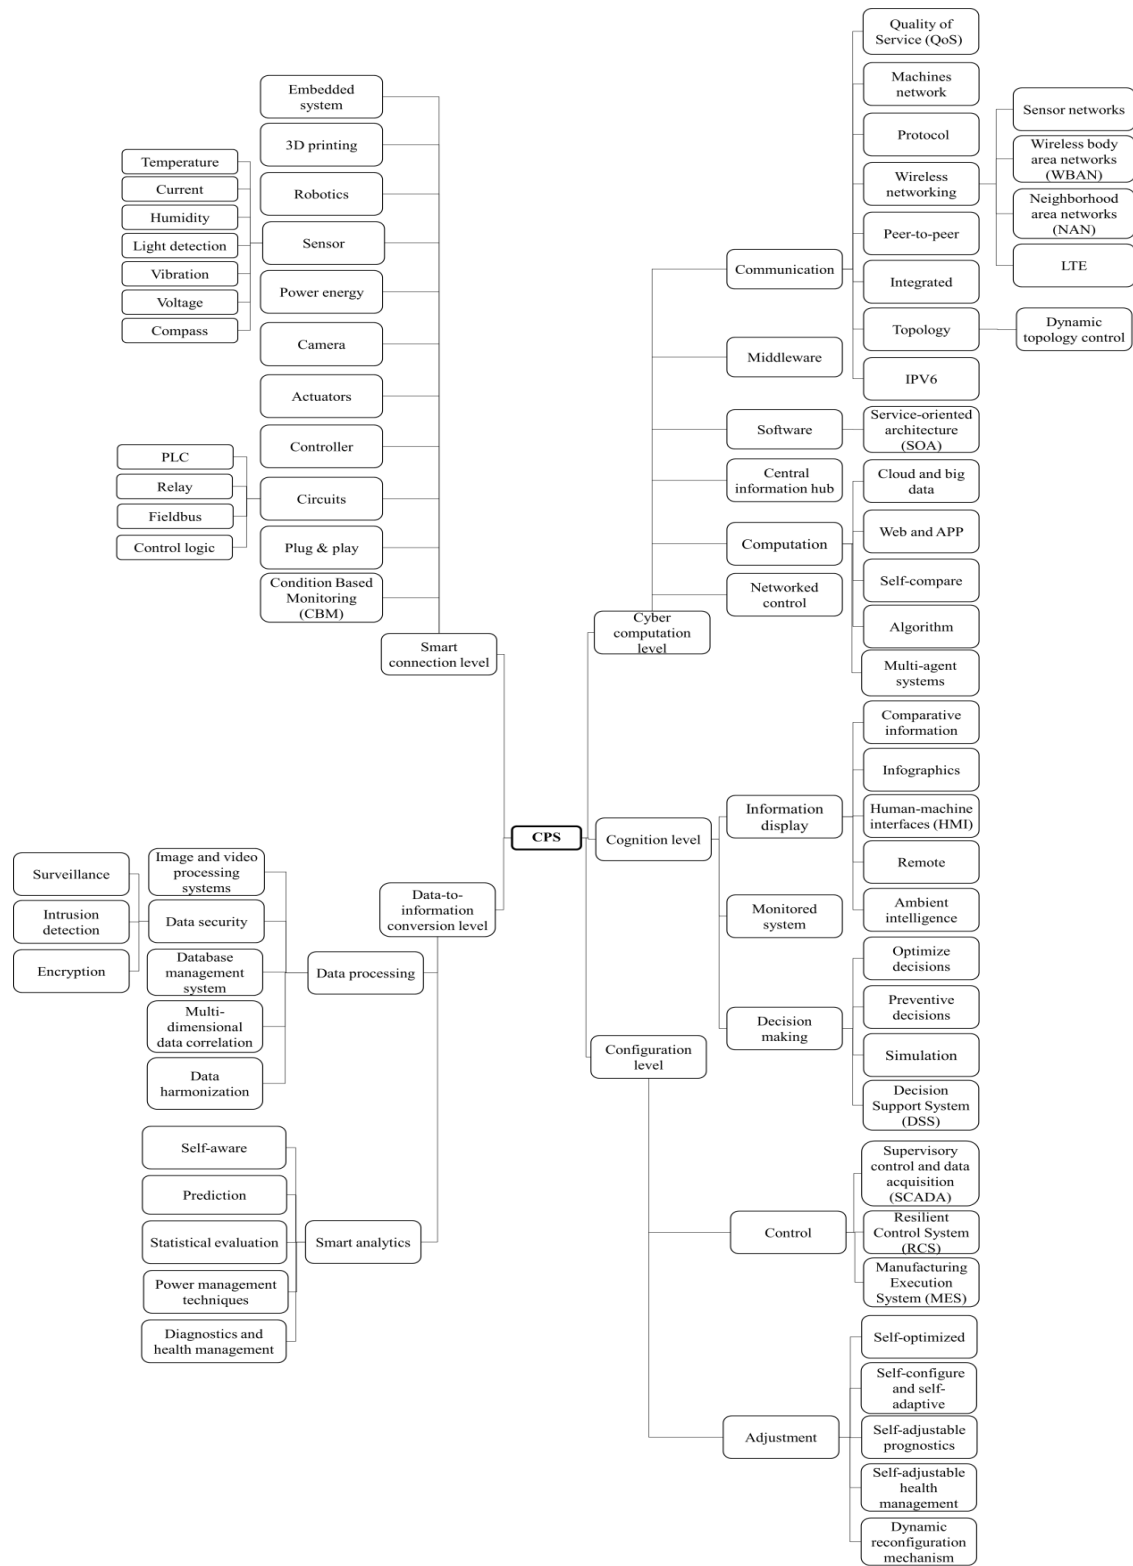 Embedded
system
3D printing
Robotics
Sensor
Temperature
Current
Humidity
Light detection
Vibration
Voltage
Compass
Power energy
Camera
Actuators
Controller
Circuits
PLC
Relay
Fieldbus
Control logic
Plug & play
Condition Based
Monitoring
(CBM)
Smart
connection level
Data-to-
information
conversion level
Data processing
Image and video
processing
systems
Data security
Surveillance
Intrusion
detection
Encryption
Database
management
system
Multi-
dimensional
data correlation
Data
harmonization
Smart analytics
Self-aware
Prediction
Statistical evaluation
Power management
techniques
Diagnostics and
health management
CPS
Cyber
computation
level
Communication
Quality of
Service (QoS)
Machines
network
Protocol
Wireless
networking
Sensor networks
Wireless body
area networks
(WBAN)
Neighborhood
area networks
(NAN)
LTE
Peer-to-peer
Integrated
Topology
Dynamic
topology control
IPV6
Middleware
Software
Service-oriented
architecture
(SOA)
Central
information hub
Computation
Cloud and big
data
Web and APP
Self-compare
Algorithm
Multi-agent
systems
Networked
control
Cognition level
Information
display
Comparative
information
Infographics
Human-machine
interfaces (HMI)
Remote
Ambient
intelligence
Monitored
system
Decision
making
Optimize
decisions
Preventive
decisions
Simulation
Decision
Support System
(DSS)
Configuration
level
Control
Supervisory
control and data
acquisition
(SCADA)
Resilient
Control System
(RCS)
Manufacturing
Execution
System (MES)
Adjustment
Self-optimized
Self-configure
and self-
adaptive
Self-adjustable
prognostics
Self-adjustable
health
management
Dynamic
reconfiguration
mechanism